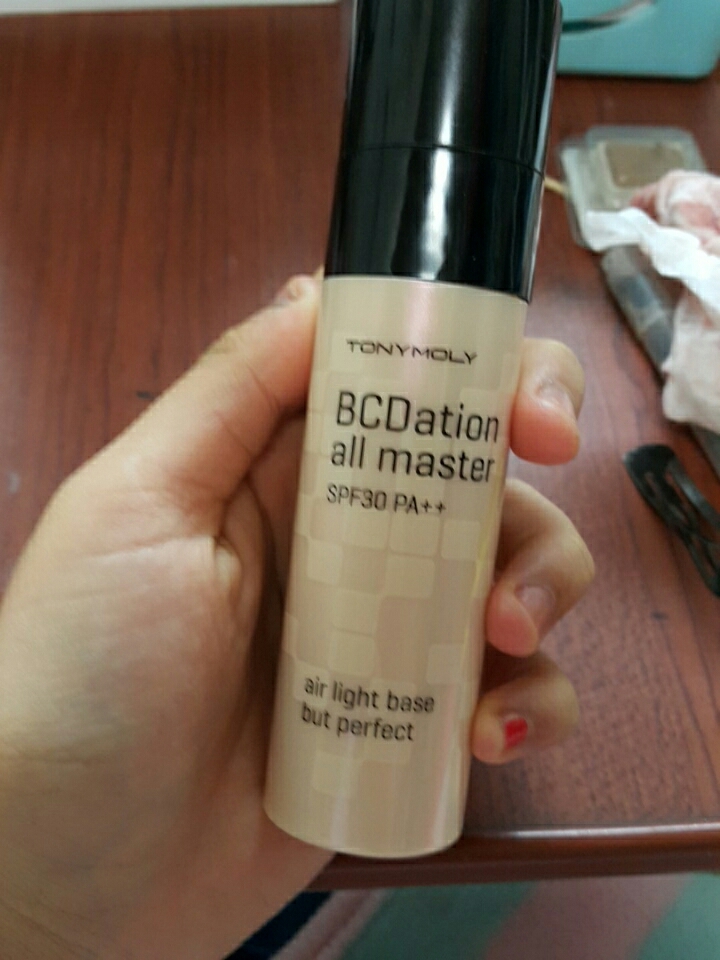 TONYMOLY
BCDation
all master
SPF30 PA++
air light base
but perfect